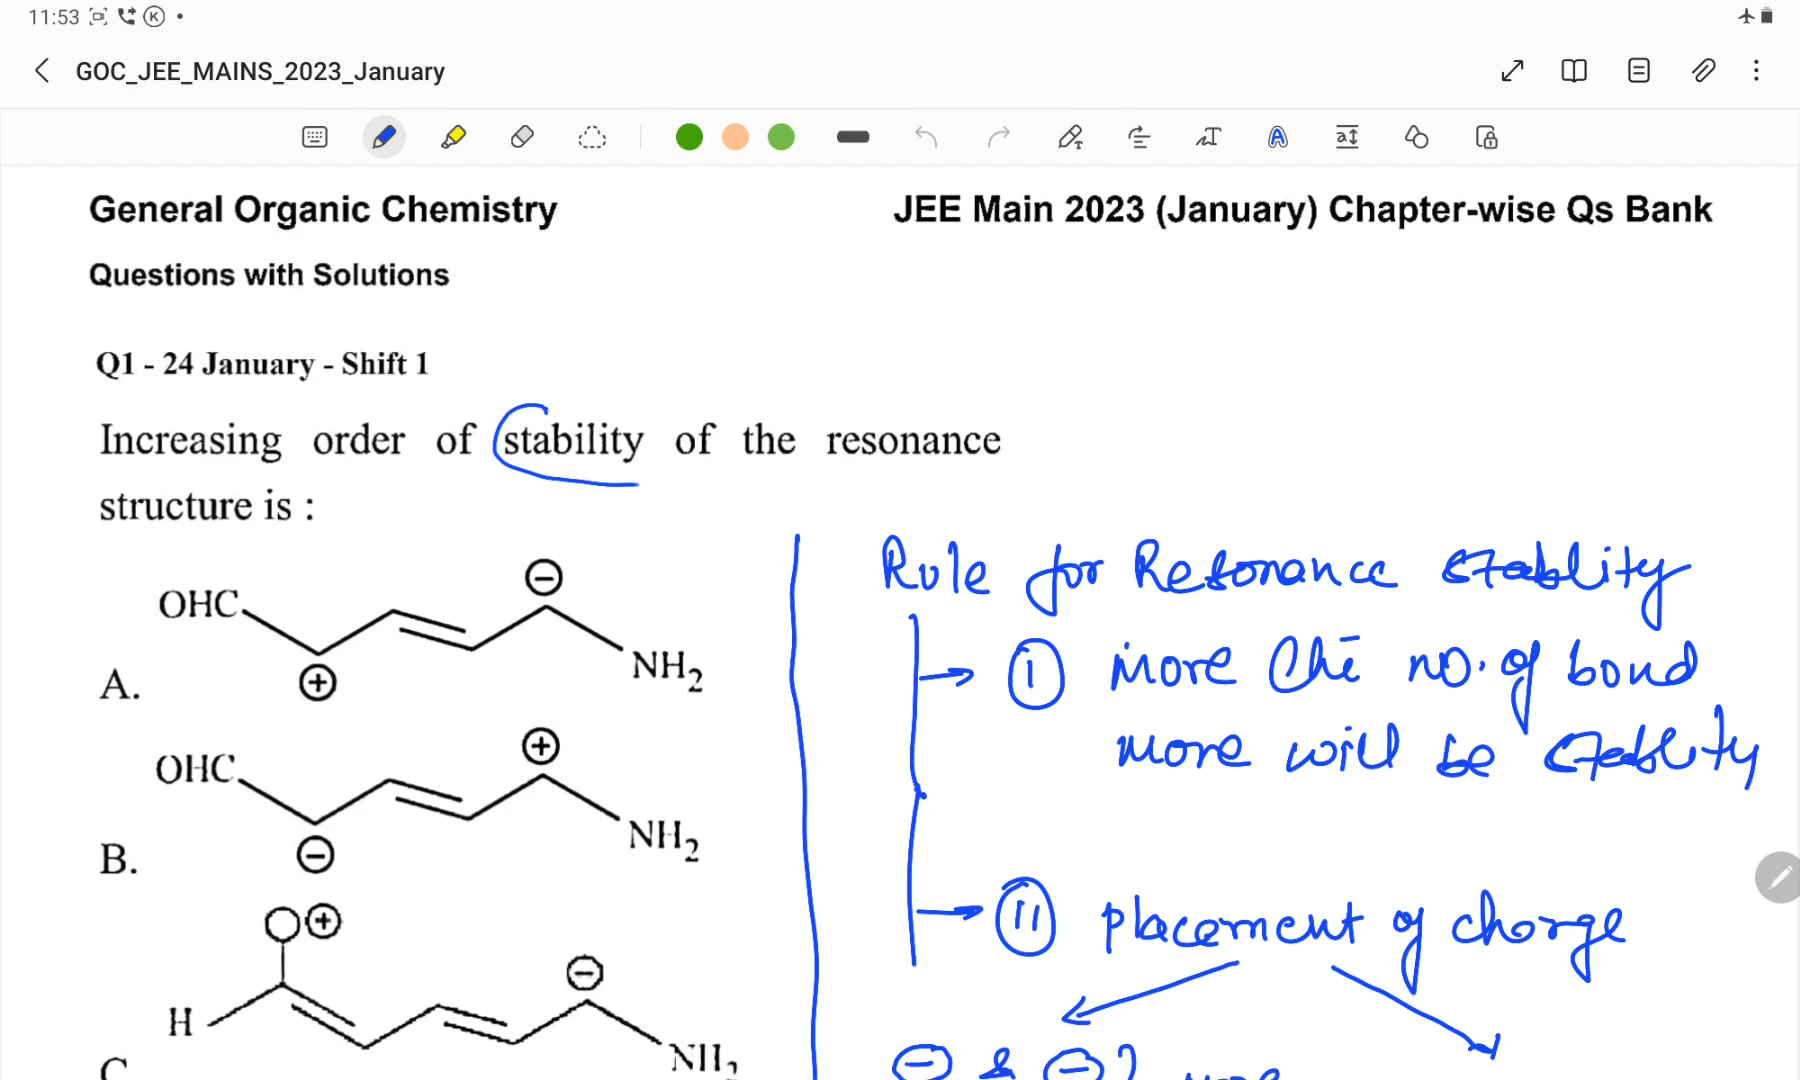 11:53
GOC_JEE_MAINS_2023_January
General Organic Chemistry
JEE Main 2023 (January) Chapter-wise Qs Bank
Questions with Solutions
Q1 - 24 January - Shift 1
Increasing order of stability of the resonance
structure is :
A.
OHC
⊕
⊖
NH₂
B.
OHC
⊖
⊕
NH₂
C
H
O⊕
⊖
NH₂
Rule for Resonance stablity
→ (I) more the no. of bond
more will be stablity
→ (II) placement of charge
⊖ & ⊖ } more